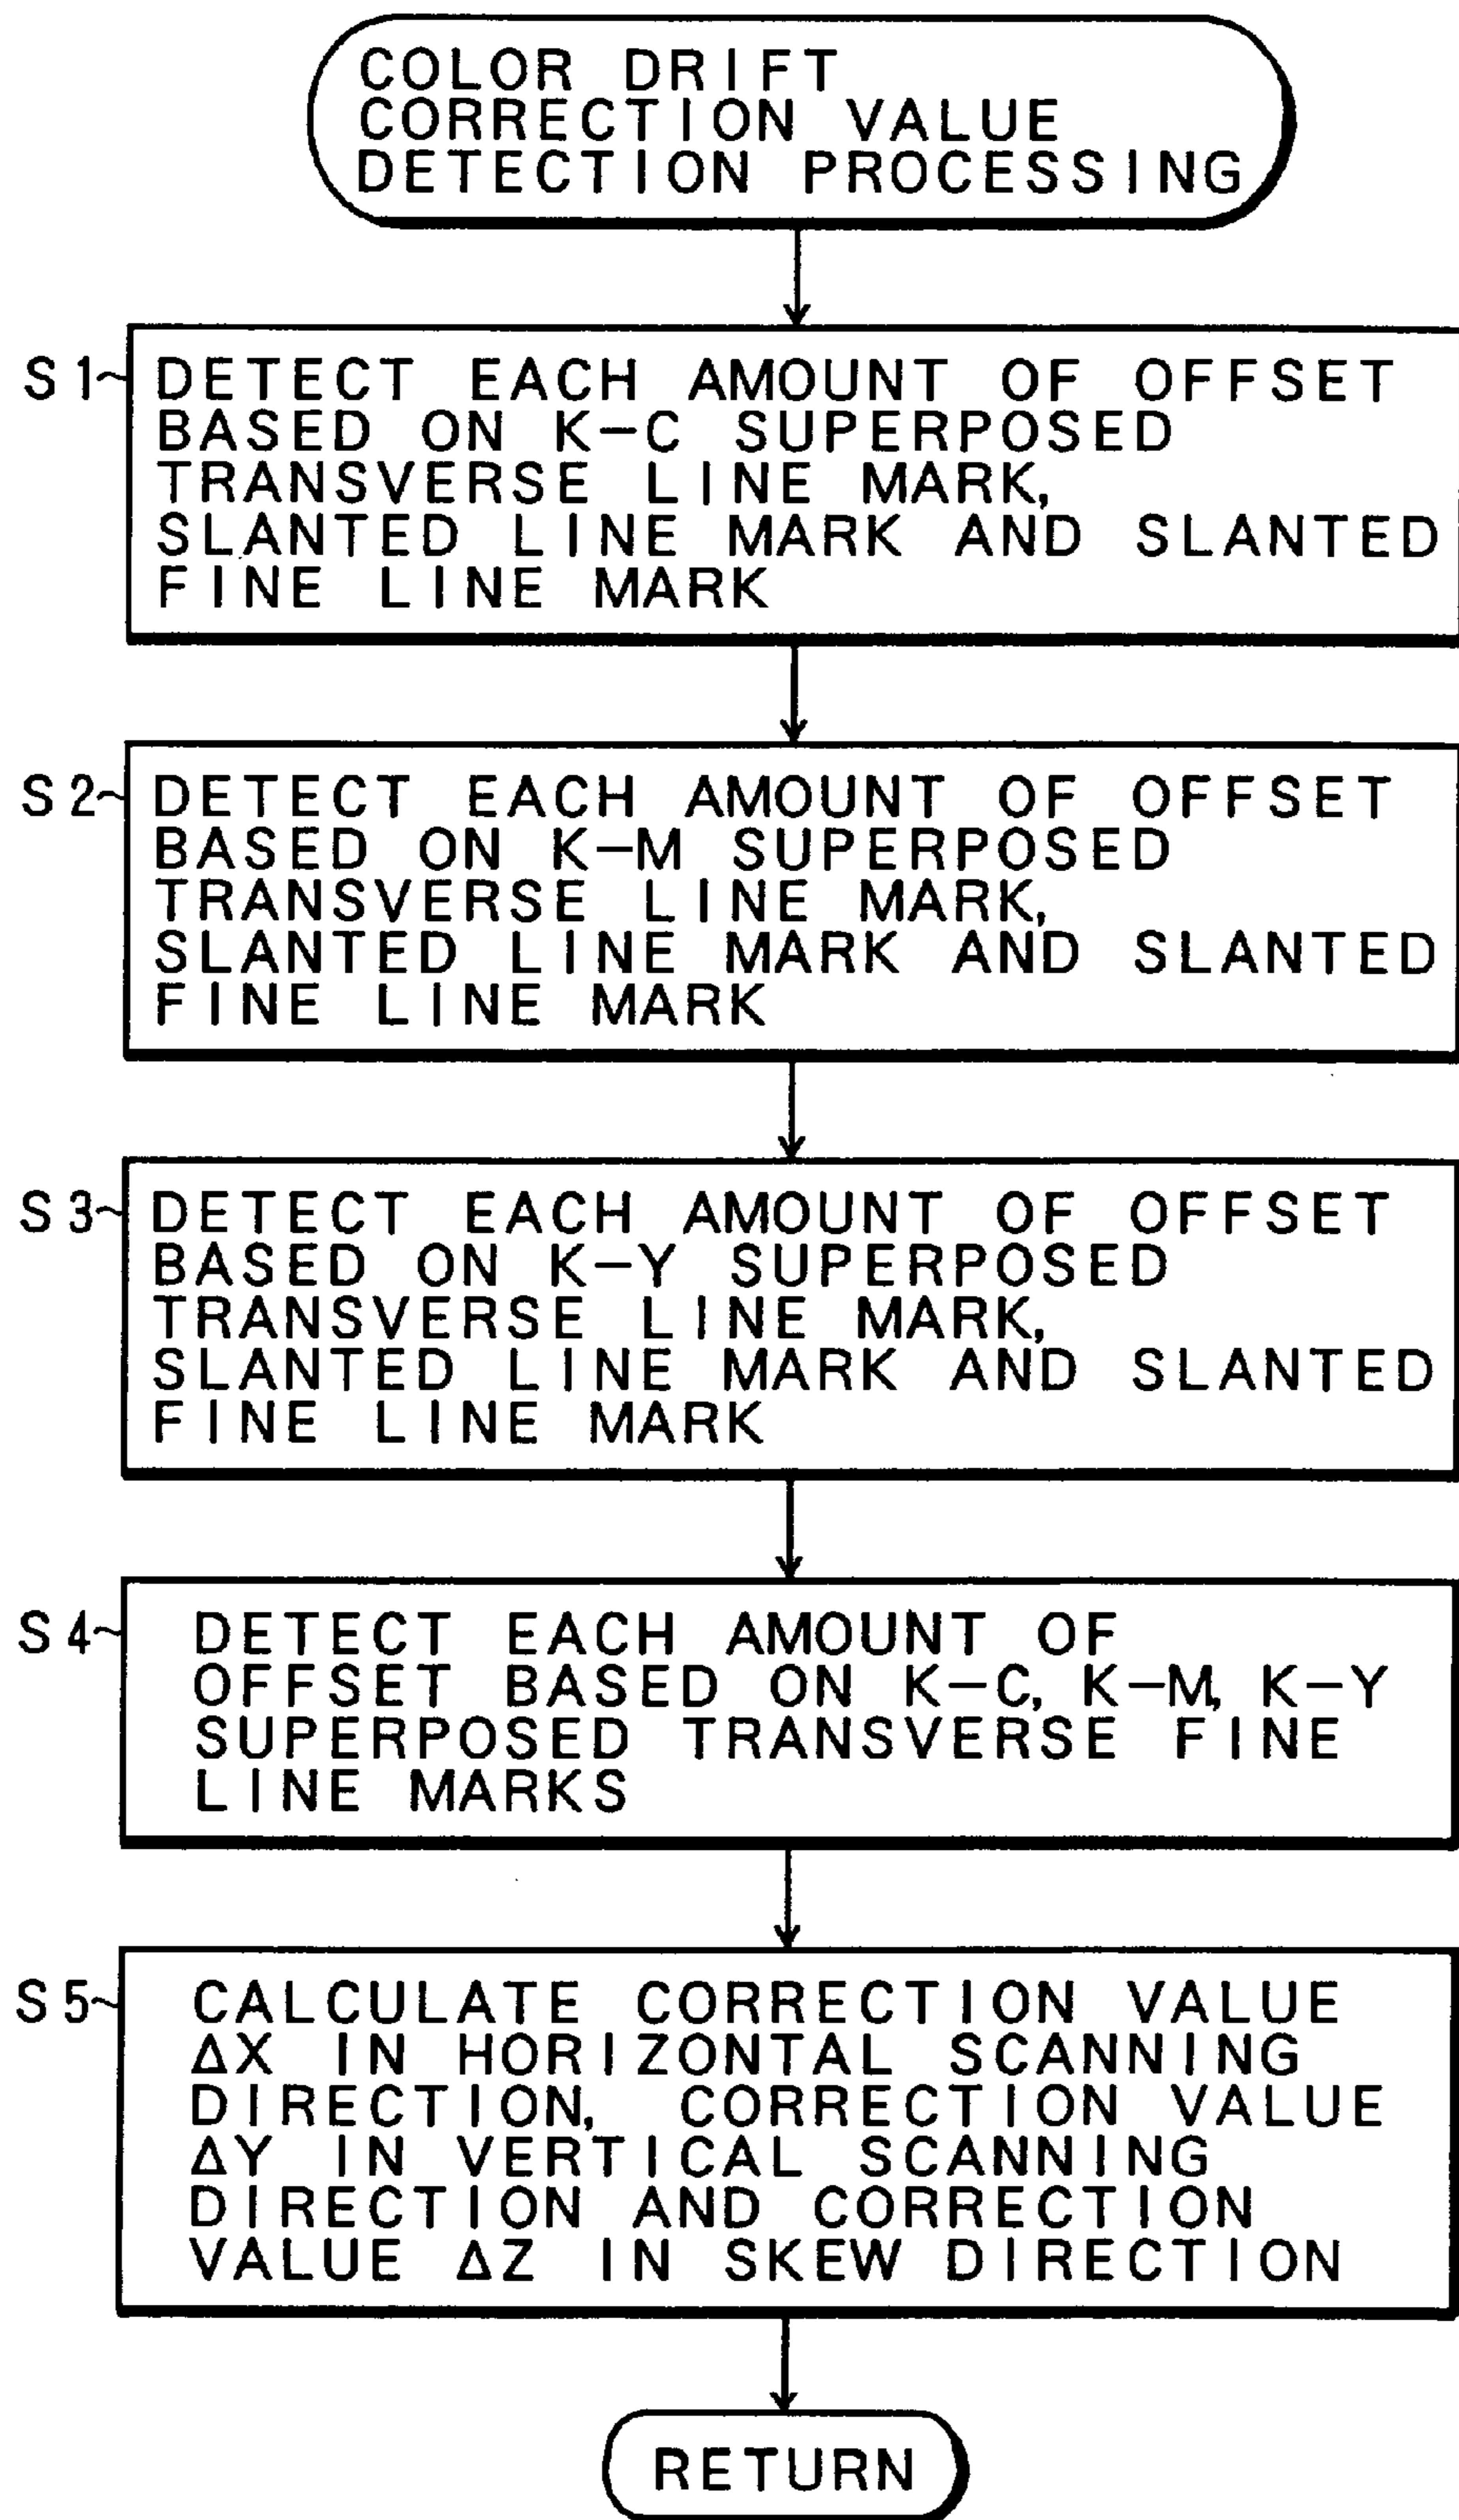 COLOR DRIFT
CORRECTION VALUE
DETECTION PROCESSING
S1
DETECT EACH AMOUNT OF OFFSET
BASED ON K-C SUPERPOSED
TRANSVERSE LINE MARK,
SLANTED LINE MARK AND SLANTED
FINE LINE MARK
S2
DETECT EACH AMOUNT OF OFFSET
BASED ON K-M SUPERPOSED
TRANSVERSE LINE MARK,
SLANTED LINE MARK AND SLANTED
FINE LINE MARK
S3
DETECT EACH AMOUNT OF OFFSET
BASED ON K-Y SUPERPOSED
TRANSVERSE LINE MARK,
SLANTED LINE MARK AND SLANTED
FINE LINE MARK
S4
DETECT EACH AMOUNT OF
OFFSET BASED ON K-C, K-M, K-Y
SUPERPOSED TRANSVERSE FINE
LINE MARKS
S5
CALCULATE CORRECTION VALUE
ΔX IN HORIZONTAL SCANNING
DIRECTION, CORRECTION VALUE
ΔY IN VERTICAL SCANNING
DIRECTION AND CORRECTION
VALUE ΔZ IN SKEW DIRECTION
RETURN